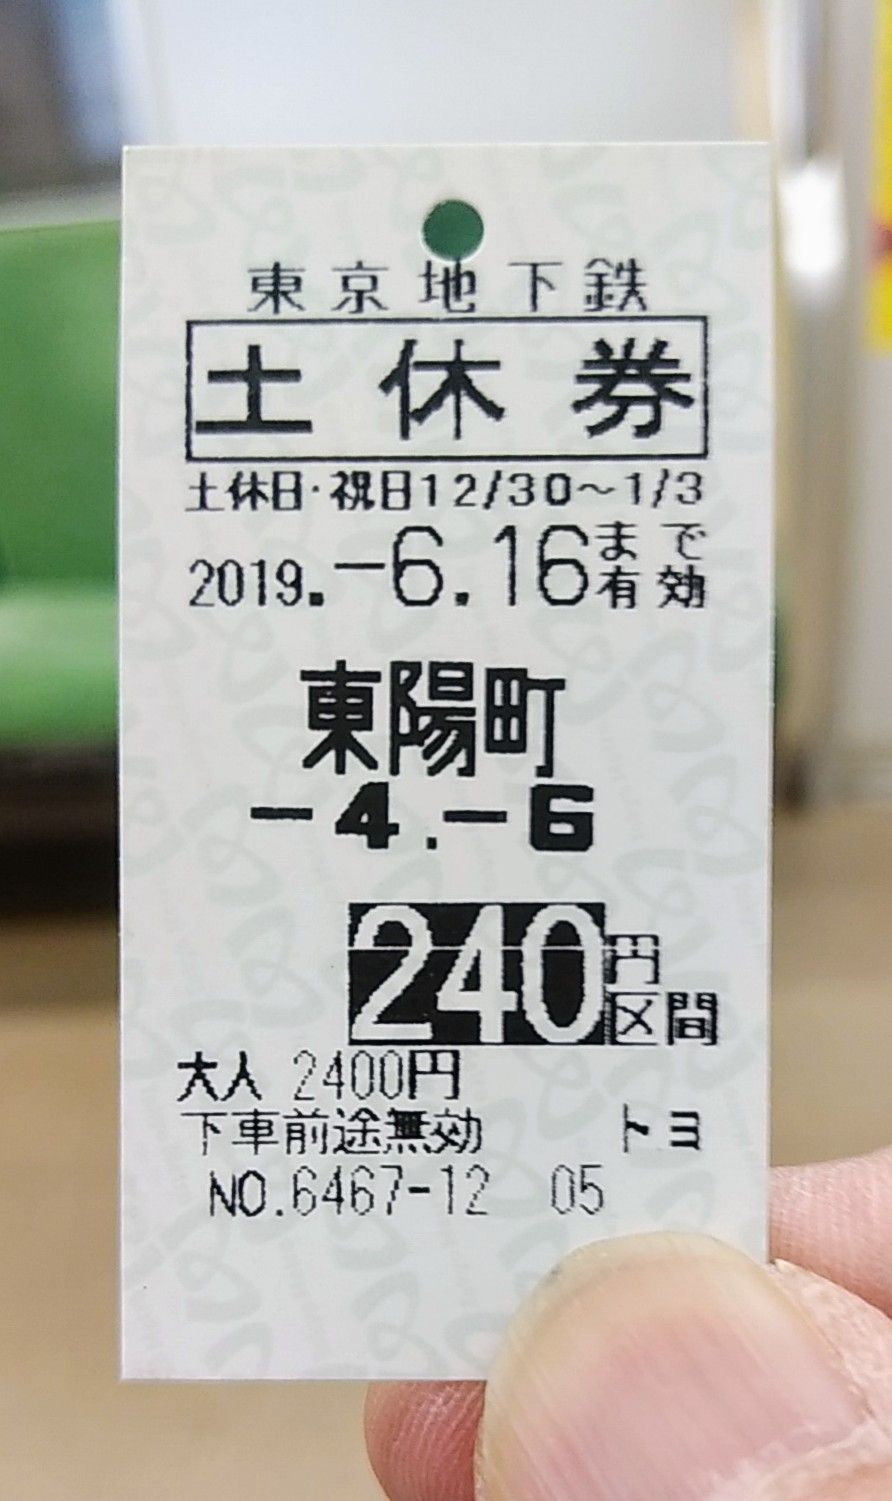 東京地下鉄
土休券
土休日·祝日12/30~1/3
2019.-6.16まで有効
東陽町
-4.-6
240円区間
大人 2400円
下車前途無効 トヨ
NO.6467-12 05